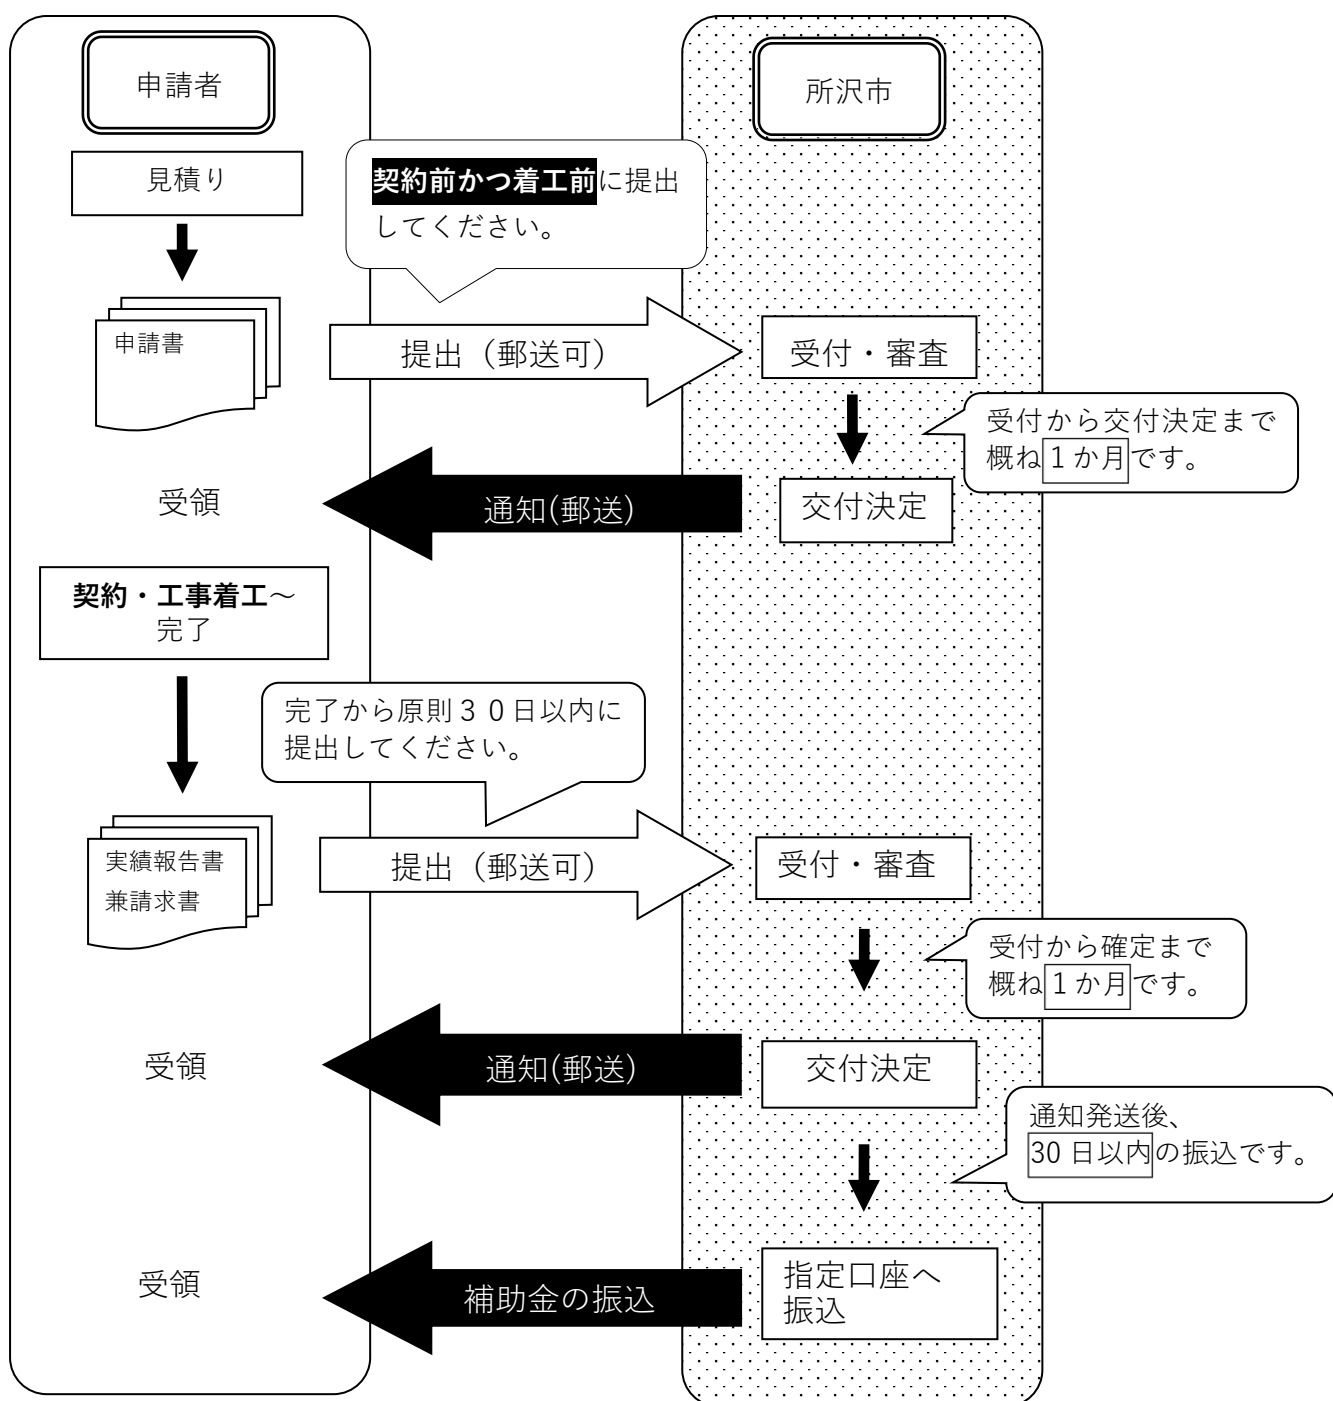 申請者
所沢市
見積り
契約前かつ着工前に提出
してください。
申請書
提出（郵送可）
受付・審査
受付から交付決定まで
概ね１か月です。
受領
通知(郵送)
交付決定
契約・工事着工～
完了
完了から原則３０日以内に
提出してください。
実績報告書
兼請求書
提出（郵送可）
受付・審査
受付から確定まで
概ね１か月です。
受領
通知(郵送)
交付決定
通知発送後、
30日以内の振込です。
受領
補助金の振込
指定口座へ
振込